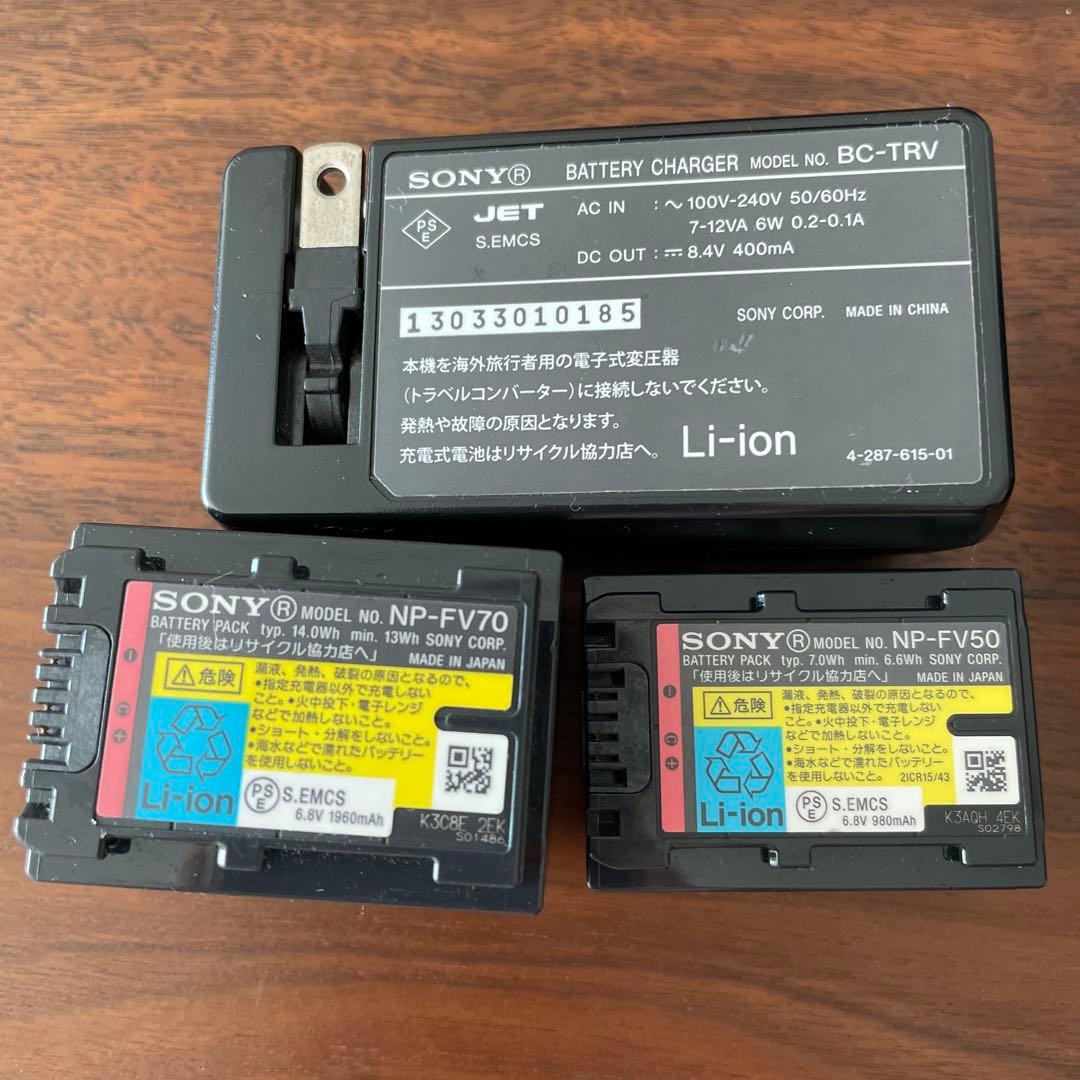 SONY® BATTERY CHARGER MODEL NO. BC-TRV
PS
E
JET
S.EMCS
AC IN : ～ 100V-240V 50/60Hz
7-12VA 6W 0.2-0.1A
DC OUT : ⎓ 8.4V 400mA
13033010185
SONY CORP. MADE IN CHINA
本機を海外旅行者用の電子式変圧器
(トラベルコンバーター)に接続しないでください。
発熱や故障の原因となります。
充電式電池はリサイクル協力店へ。
Li-ion
4-287-615-01
SONY® MODEL NO. NP-FV70
BATTERY PACK typ. 14.0Wh min. 13Wh SONY CORP.
「使用後はリサイクル協力店へ」 MADE IN JAPAN
⚠危険
漏液、発熱、破裂の原因となるので、
•指定充電器以外で充電しない
こと。•火中投下・電子レンジ
などで加熱しないこと。
•ショート・分解をしないこと。
•海水などで濡れたバッテリー
を使用しないこと。
− C +
Li-ion
PS
E
S.EMCS
6.8V 1960mAh
K3C8E 2EK
S01486
SONY® MODEL NO. NP-FV50
BATTERY PACK typ. 7.0Wh min. 6.6Wh SONY CORP.
「使用後はリサイクル協力店へ」 MADE IN JAPAN
⚠危険
漏液、発熱、破裂の原因となるので、
•指定充電器以外で充電しない
こと。•火中投下・電子レンジ
などで加熱しないこと。
•ショート・分解をしないこと。
•海水などで濡れたバッテリー
を使用しないこと。
2ICR15/43
− C +
Li-ion
PS
E
S.EMCS
6.8V 980mAh
K3AQH 4EK
S02798